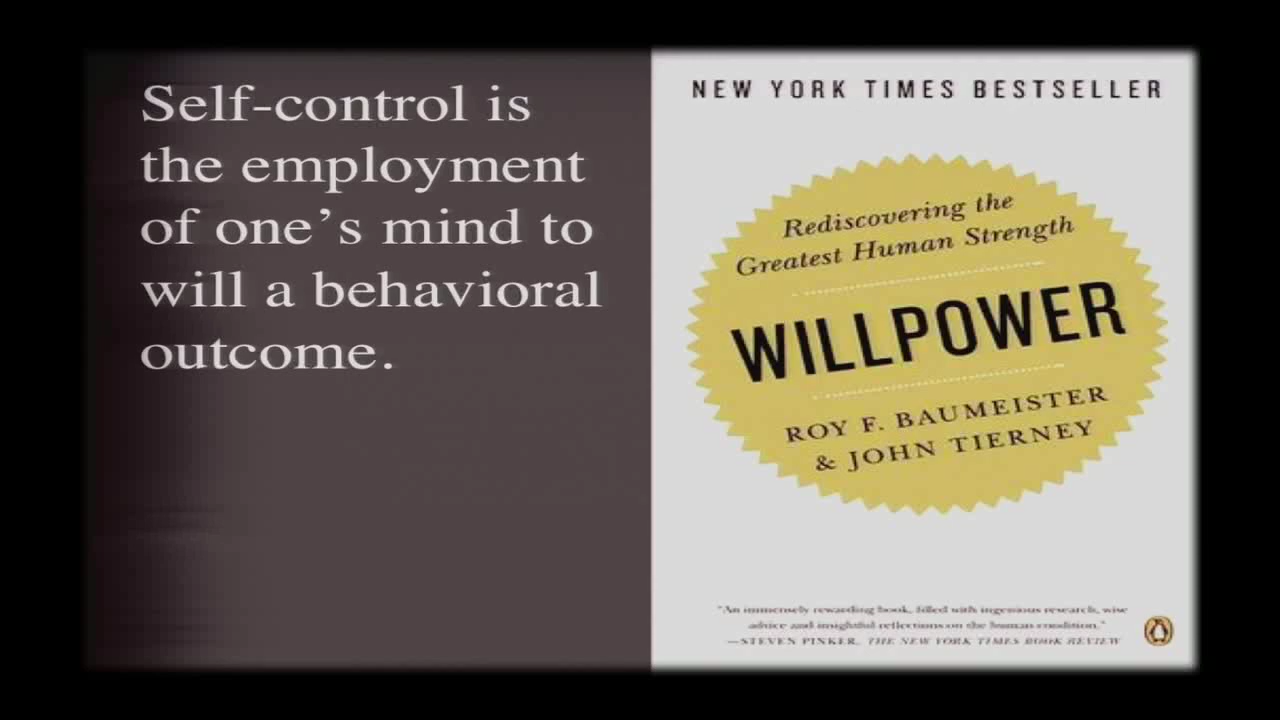 Self-control is
the employment
of one's mind to
will a behavioral
outcome.
NEW YORK TIMES BESTSELLER
Rediscovering the
Greatest Human Strength
WILLPOWER
ROY F. BAUMEISTER
& JOHN TIERNEY
"An immensely rewarding book, filled with ingenious research, wise
advice and insightful reflections on the human condition."
—STEVEN PINKER, THE NEW YORK TIMES BOOK REVIEW